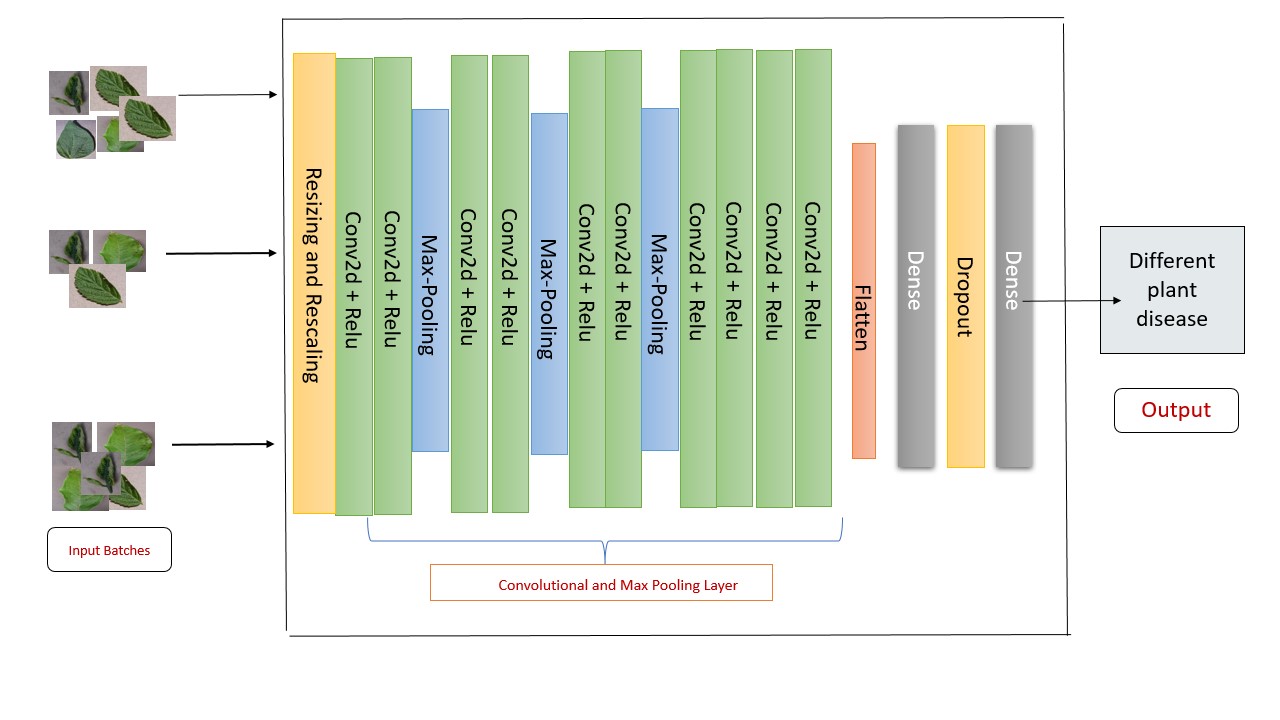 Resizing and Rescaling
Conv2d + Relu
Conv2d + Relu
Max-Pooling
Conv2d + Relu
Conv2d + Relu
Max-Pooling
Conv2d + Relu
Conv2d + Relu
Max-Pooling
Conv2d + Relu
Conv2d + Relu
Conv2d + Relu
Conv2d + Relu
Flatten
Dense
Dropout
Dense
Different
plant
disease
Output
Input Batches
Convolutional and Max Pooling Layer